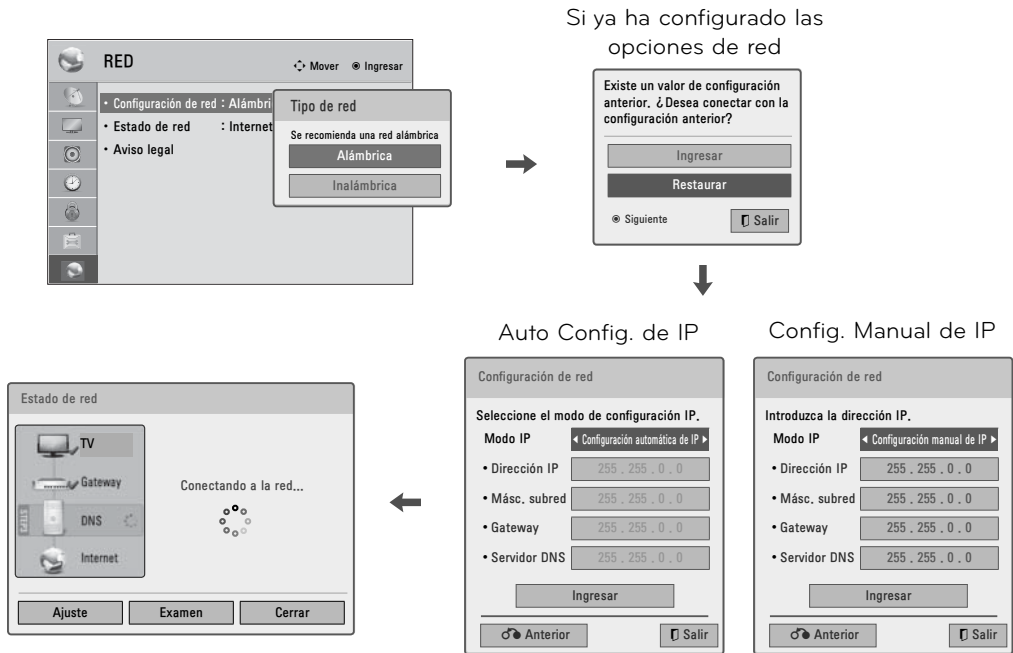 Si ya ha configurado las
opciones de red
RED
Mover
Ingresar
• Configuración de red : Alámbri
• Estado de red : Internet
• Aviso legal
Tipo de red
Se recomienda una red alámbrica
Alámbrica
Inalámbrica
Existe un valor de configuración
anterior. ¿Desea conectar con la
configuración anterior?
Ingresar
Restaurar
Siguiente
Salir
Auto Config. de IP
Configuración de red
Seleccione el modo de configuración IP.
Modo IP ◀ Configuración automática de IP ▶
• Dirección IP 255 . 255 . 0 . 0
• Másc. subred 255 . 255 . 0 . 0
• Gateway 255 . 255 . 0 . 0
• Servidor DNS 255 . 255 . 0 . 0
Ingresar
Anterior
Salir
Config. Manual de IP
Configuración de red
Introduzca la dirección IP.
Modo IP ◀ Configuración manual de IP ▶
• Dirección IP 255 . 255 . 0 . 0
• Másc. subred 255 . 255 . 0 . 0
• Gateway 255 . 255 . 0 . 0
• Servidor DNS 255 . 255 . 0 . 0
Ingresar
Anterior
Salir
Estado de red
TV
Gateway
DNS
Internet
Conectando a la red...
Ajuste
Examen
Cerrar